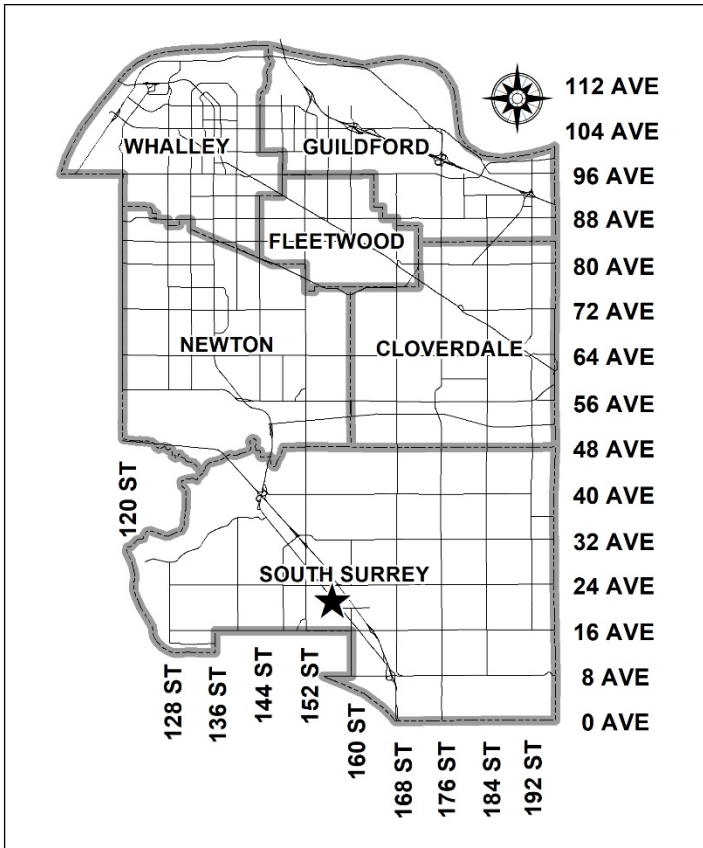 112 AVE
104 AVE
WHALLEY
GUILDFORD
96 AVE
88 AVE
FLEETWOOD
80 AVE
72 AVE
NEWTON
CLOVERDALE
64 AVE
56 AVE
48 AVE
120 ST
40 AVE
32 AVE
SOUTH SURREY
24 AVE
16 AVE
8 AVE
128 ST
136 ST
144 ST
152 ST
160 ST
0 AVE
168 ST
176 ST
184 ST
192 ST